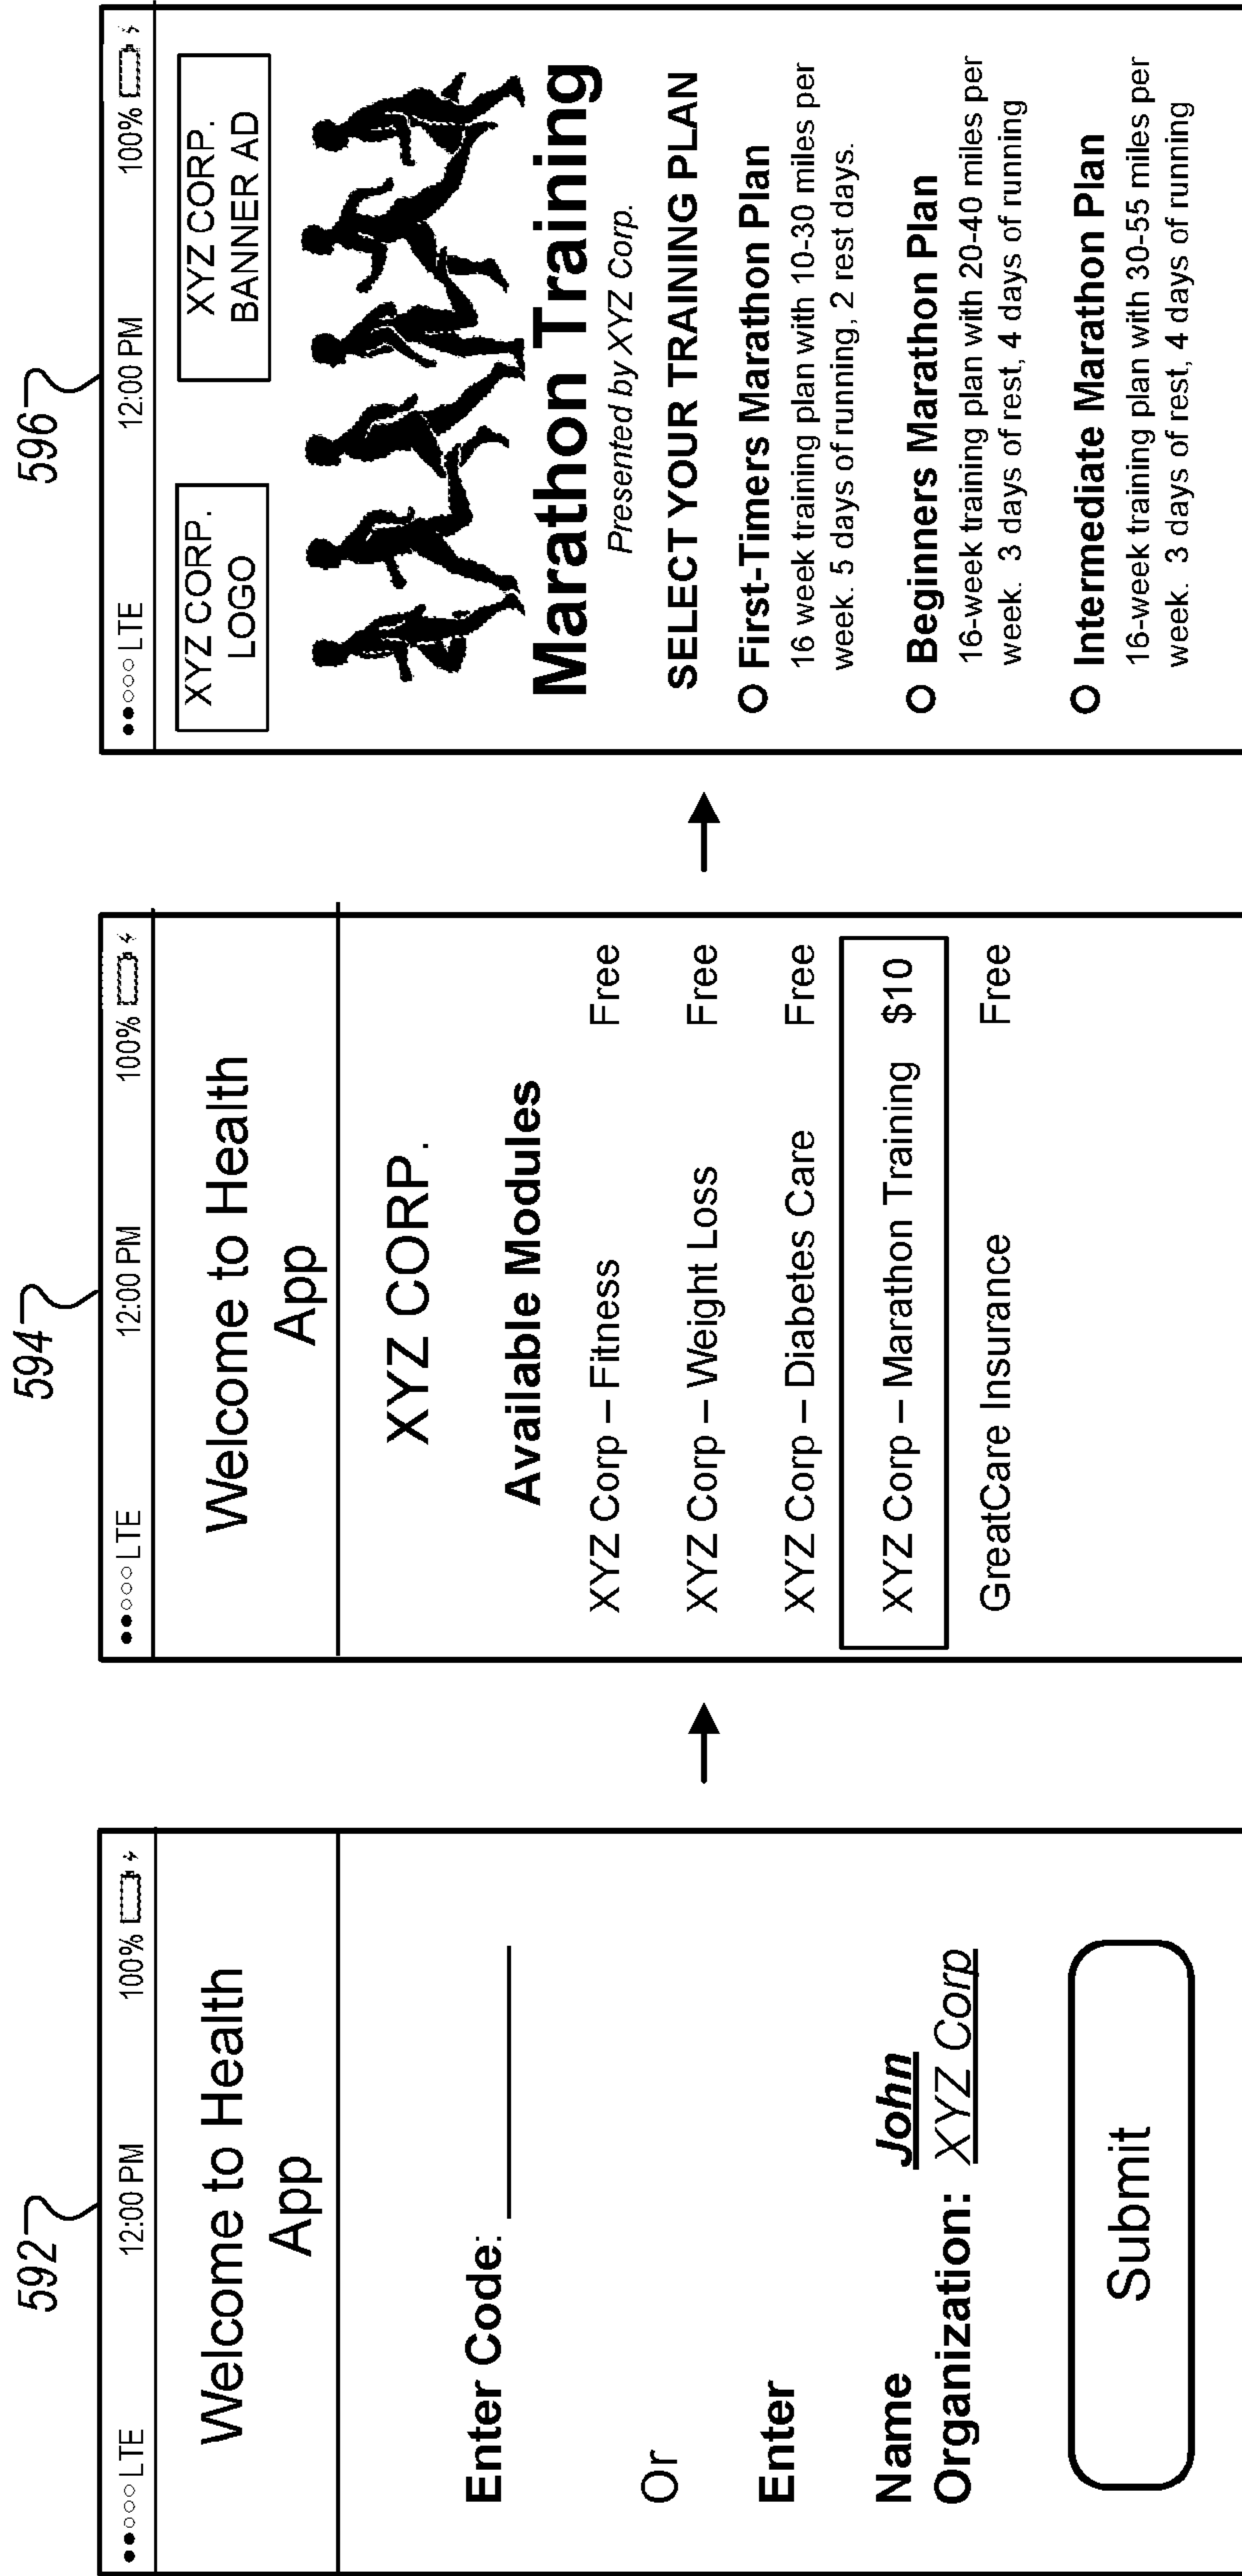 592
●●○○○ LTE 12:00 PM 100%
Welcome to Health
App
Enter Code:
Or
Enter
Name John
Organization: XYZ Corp
Submit
594
●●○○○ LTE 12:00 PM 100%
Welcome to Health
App
XYZ CORP.
Available Modules
XYZ Corp – Fitness Free
XYZ Corp – Weight Loss Free
XYZ Corp – Diabetes Care Free
XYZ Corp – Marathon Training $10
GreatCare Insurance Free
596
●●○○○ LTE 12:00 PM 100%
XYZ CORP.
LOGO
XYZ CORP.
BANNER AD
Marathon Training
Presented by XYZ Corp.
SELECT YOUR TRAINING PLAN
First-Timers Marathon Plan
16 week training plan with 10-30 miles per
week. 5 days of running, 2 rest days.
Beginners Marathon Plan
16-week training plan with 20-40 miles per
week. 3 days of rest, 4 days of running
Intermediate Marathon Plan
16-week training plan with 30-55 miles per
week. 3 days of rest, 4 days of running